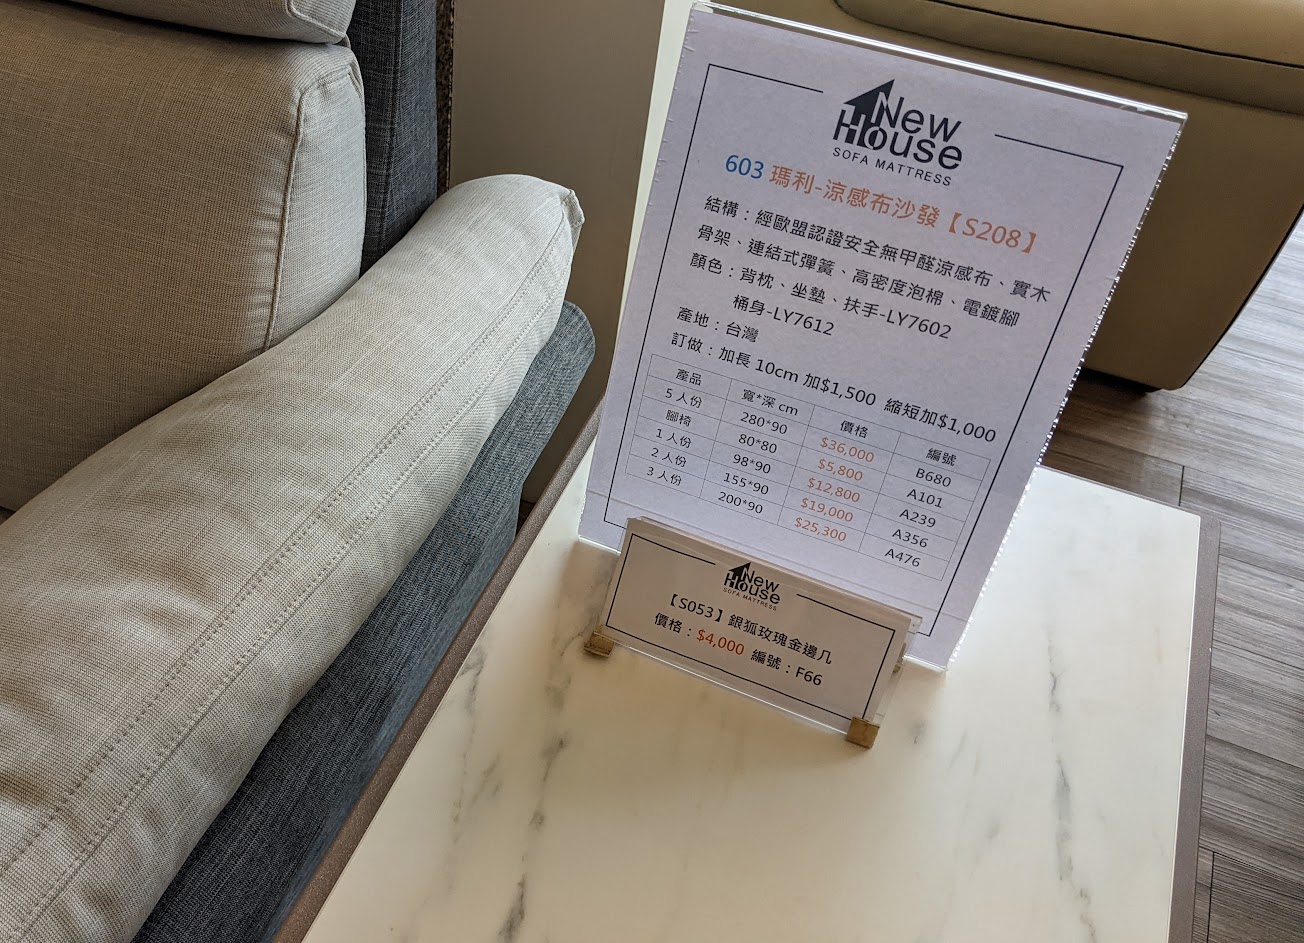 New
House
SOFA MATTRESS
603 瑪利-涼感布沙發【S208】
結構：經歐盟認證安全無甲醛涼感布、實木
骨架、連結式彈簧、高密度泡棉、電鍍腳
顏色：背枕、坐墊、扶手-LY7602
桶身-LY7612
產地：台灣
訂做：加長 10cm 加$1,500 縮短加$1,000
產品 寬*深 cm 價格 編號
5 人份 280*90 $36,000 B680
腳椅 80*80 $5,800 A101
1 人份 98*90 $12,800 A239
2 人份 155*90 $19,000 A356
3 人份 200*90 $25,300 A476
New
House
SOFA MATTRESS
【S053】銀狐玫瑰金邊几
價格：$4,000 編號：F66